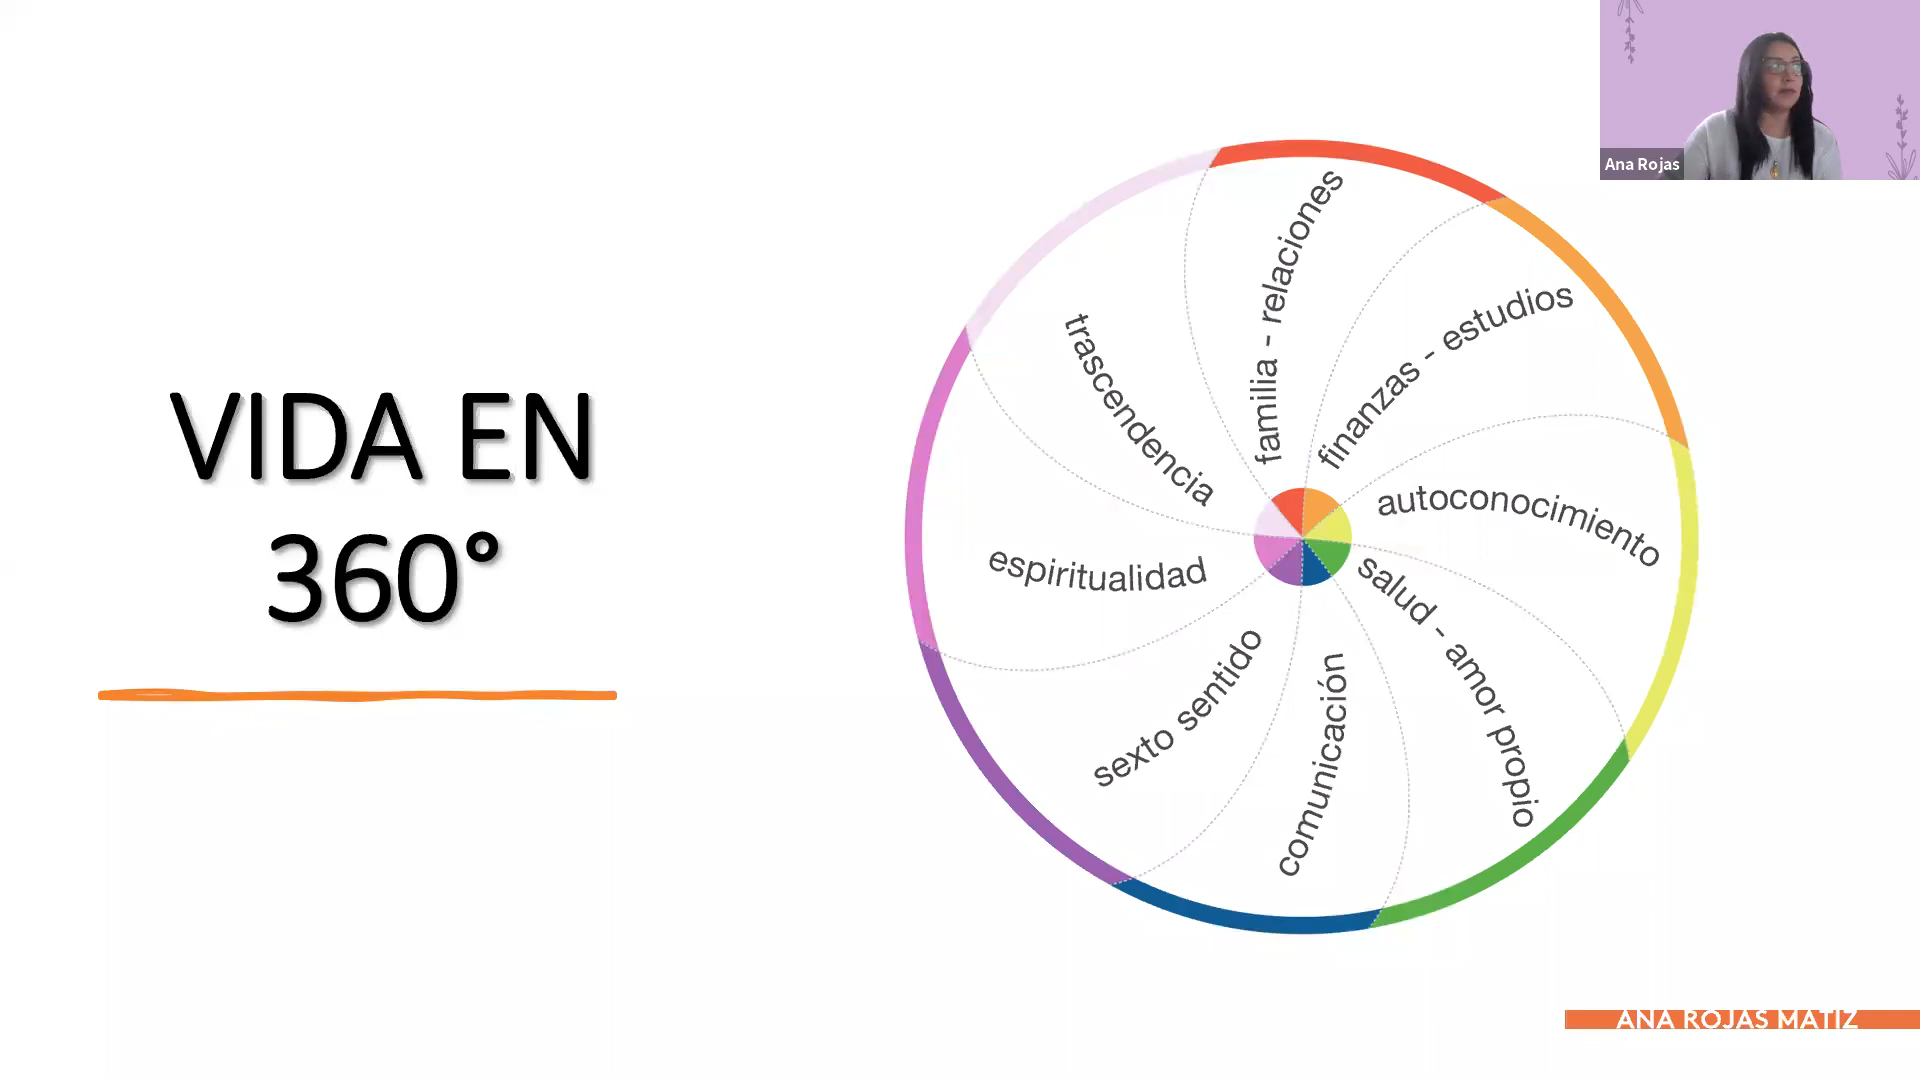 Ana Rojas
VIDA EN
360°
familia - relaciones
finanzas - estudios
autoconocimiento
salud - amor propio
comunicación
sexto sentido
espiritualidad
trascendencia
ANA ROJAS MATIZ